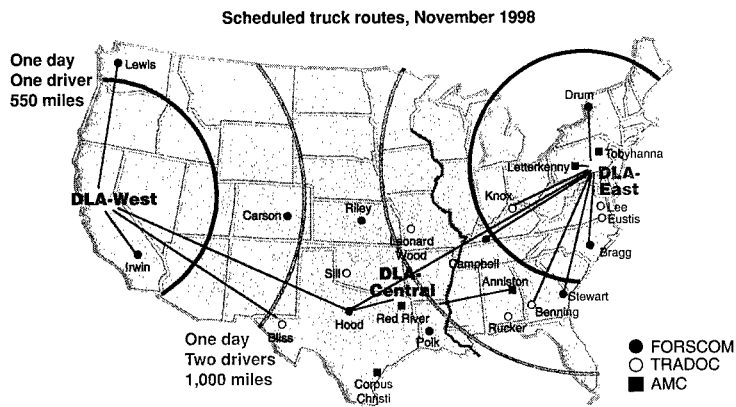 Scheduled truck routes, November 1998
One day
One driver
550 miles
Lewis
Drum
Tobyhanna
Letterkenny
DLA-
East
DLA-West
Knox
Lee
Eustis
Carson
Riley
Leonard
Wood
Bragg
Irwin
Sill
DLA-
Central
Campbell
Anniston
Stewart
Benning
Hood
Red River
Rucker
Polk
Bliss
One day
Two drivers
1,000 miles
Corpus
Christi
FORSCOM
TRADOC
AMC